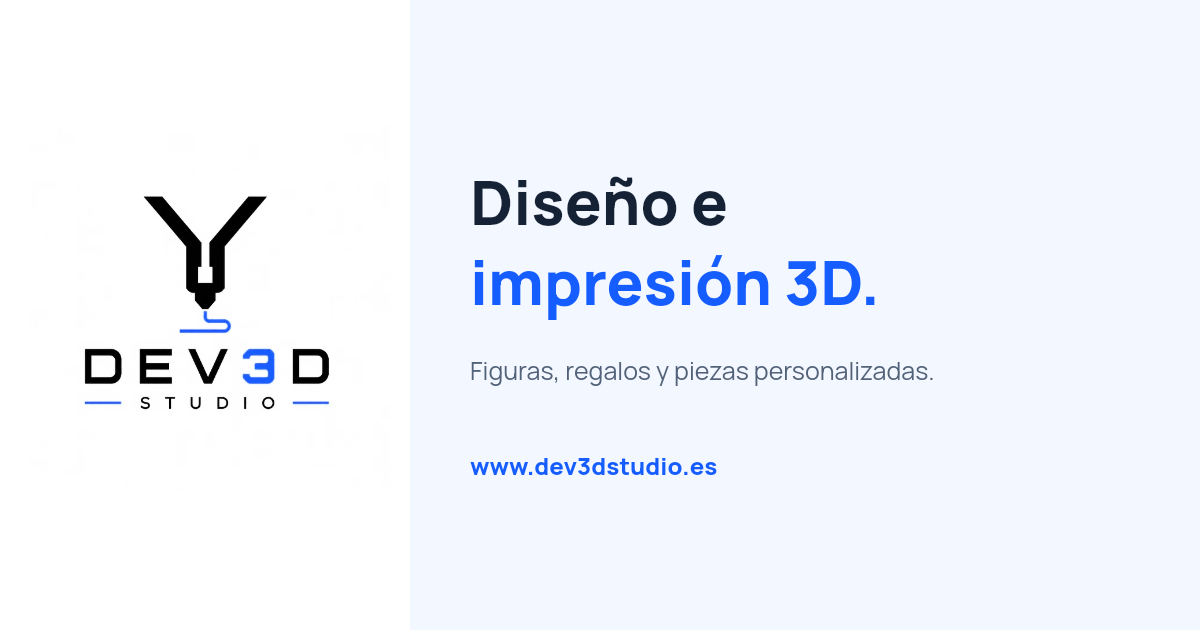 DEV3D
STUDIO
Diseño e
impresión 3D.
Figuras, regalos y piezas personalizadas.
www.dev3dstudio.es